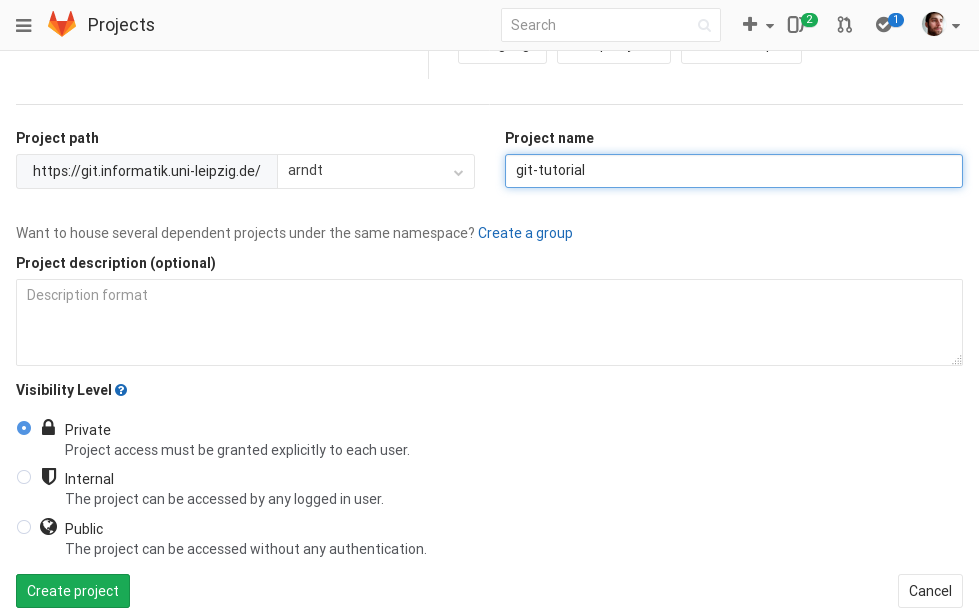 Projects
Search
2
1
Project path
Project name
https://git.informatik.uni-leipzig.de/
arndt
git-tutorial
Want to house several dependent projects under the same namespace? Create a group
Project description (optional)
Description format
Visibility Level
Private
Project access must be granted explicitly to each user.
Internal
The project can be accessed by any logged in user.
Public
The project can be accessed without any authentication.
Create project
Cancel